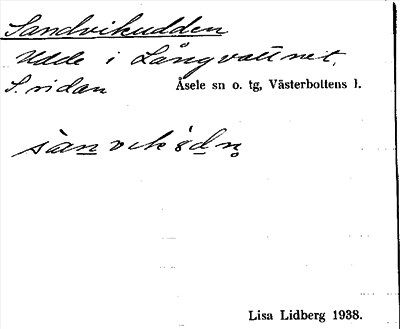 Sandvikudden
Udde i Långvattnet.
S. sidan
Åsele sn o. tg, Västerbottens l.
Lisa Lidberg 1938.